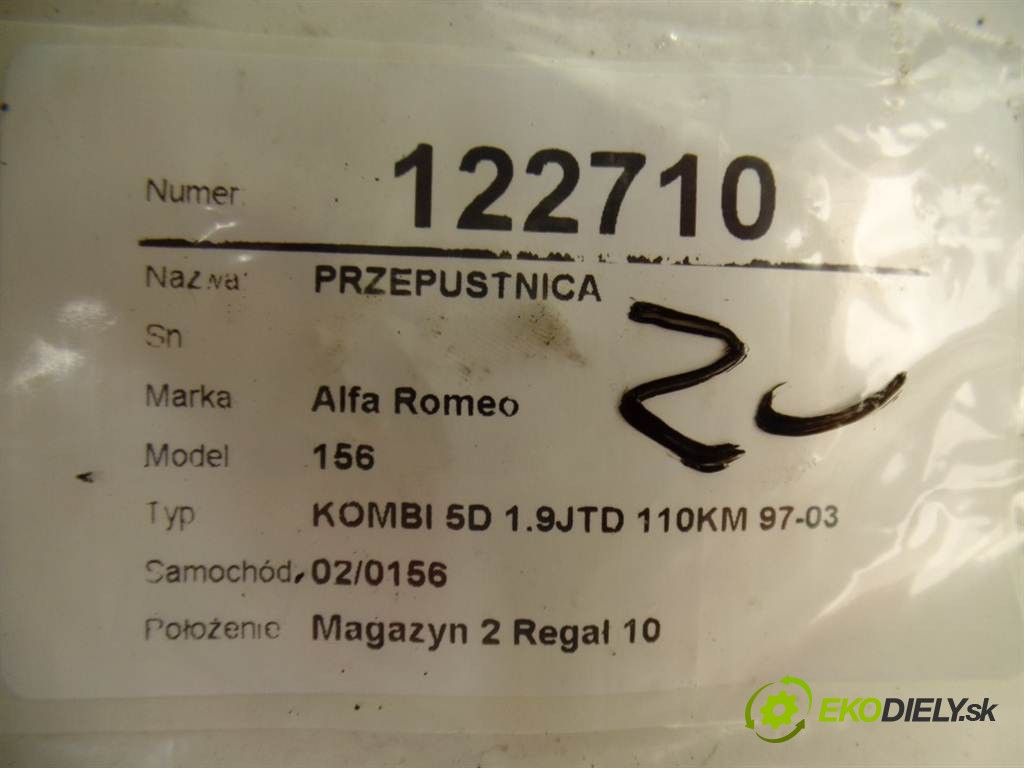 Numer: 122710
Nazwa: PRZEPUSTNICA
Sn
Marka Alfa Romeo
Model 156
Typ KOMBI 5D 1.9JTD 110KM 97-03
Samochód 02/0156
Położenie Magazyn 2 Regał 10
EKODIELY.sk